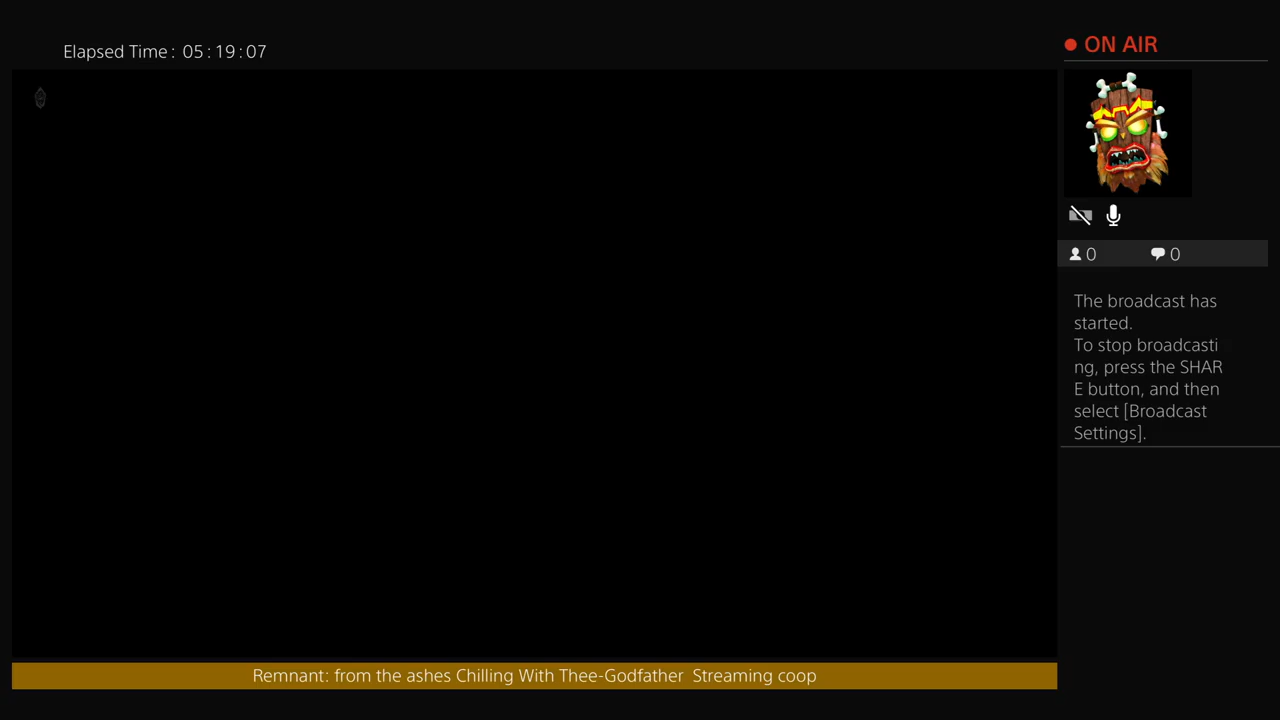 Elapsed Time: 05:19:07
ON AIR
0 0
The broadcast has
started.
To stop broadcasti
ng, press the SHAR
E button, and then
select [Broadcast
Settings].
Remnant: from the ashes Chilling With Thee-Godfather Streaming coop